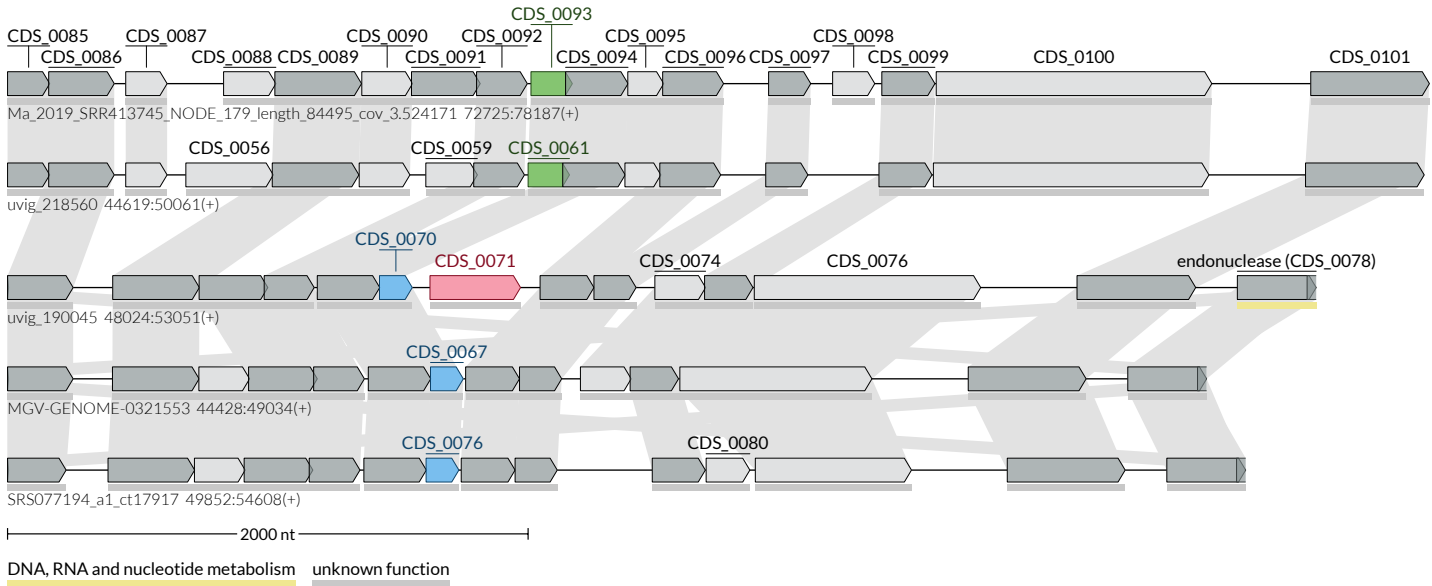 CDS_0093
CDS_0085 CDS_0087 CDS_0090 CDS_0092 CDS_0095 CDS_0098
CDS_0086 CDS_0088 CDS_0089 CDS_0091 CDS_0094 CDS_0096 CDS_0097 CDS_0099 CDS_0100 CDS_0101
Ma_2019_SRR413745_NODE_179_length_84495_cov_3.524171 72725:78187(+)
CDS_0056 CDS_0059 CDS_0061
uvig_218560 44619:50061(+)
CDS_0070
CDS_0071 CDS_0074 CDS_0076 endonuclease (CDS_0078)
uvig_190045 48024:53051(+)
CDS_0067
MGV-GENOME-0321553 44428:49034(+)
CDS_0076 CDS_0080
SRS077194_a1_ct17917 49852:54608(+)
2000 nt
DNA, RNA and nucleotide metabolism unknown function